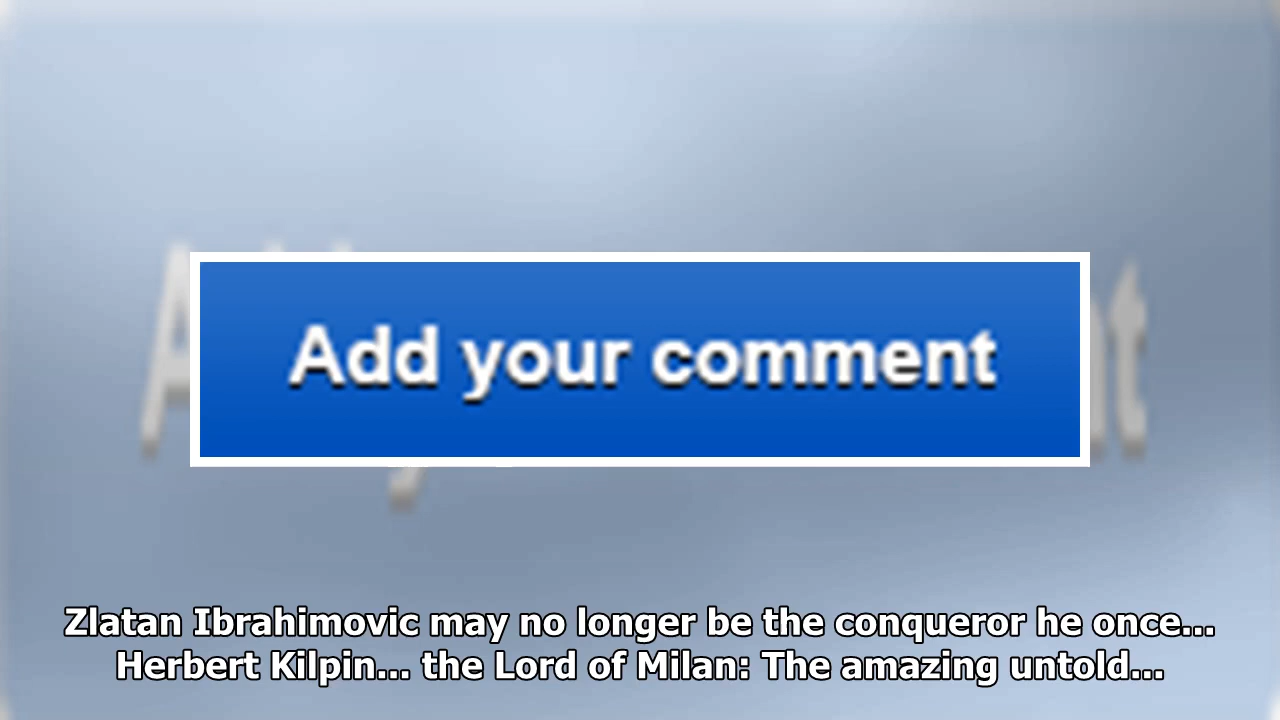 Add your comment
Zlatan Ibrahimovic may no longer be the conqueror he once...
Herbert Kilpin... the Lord of Milan: The amazing untold...